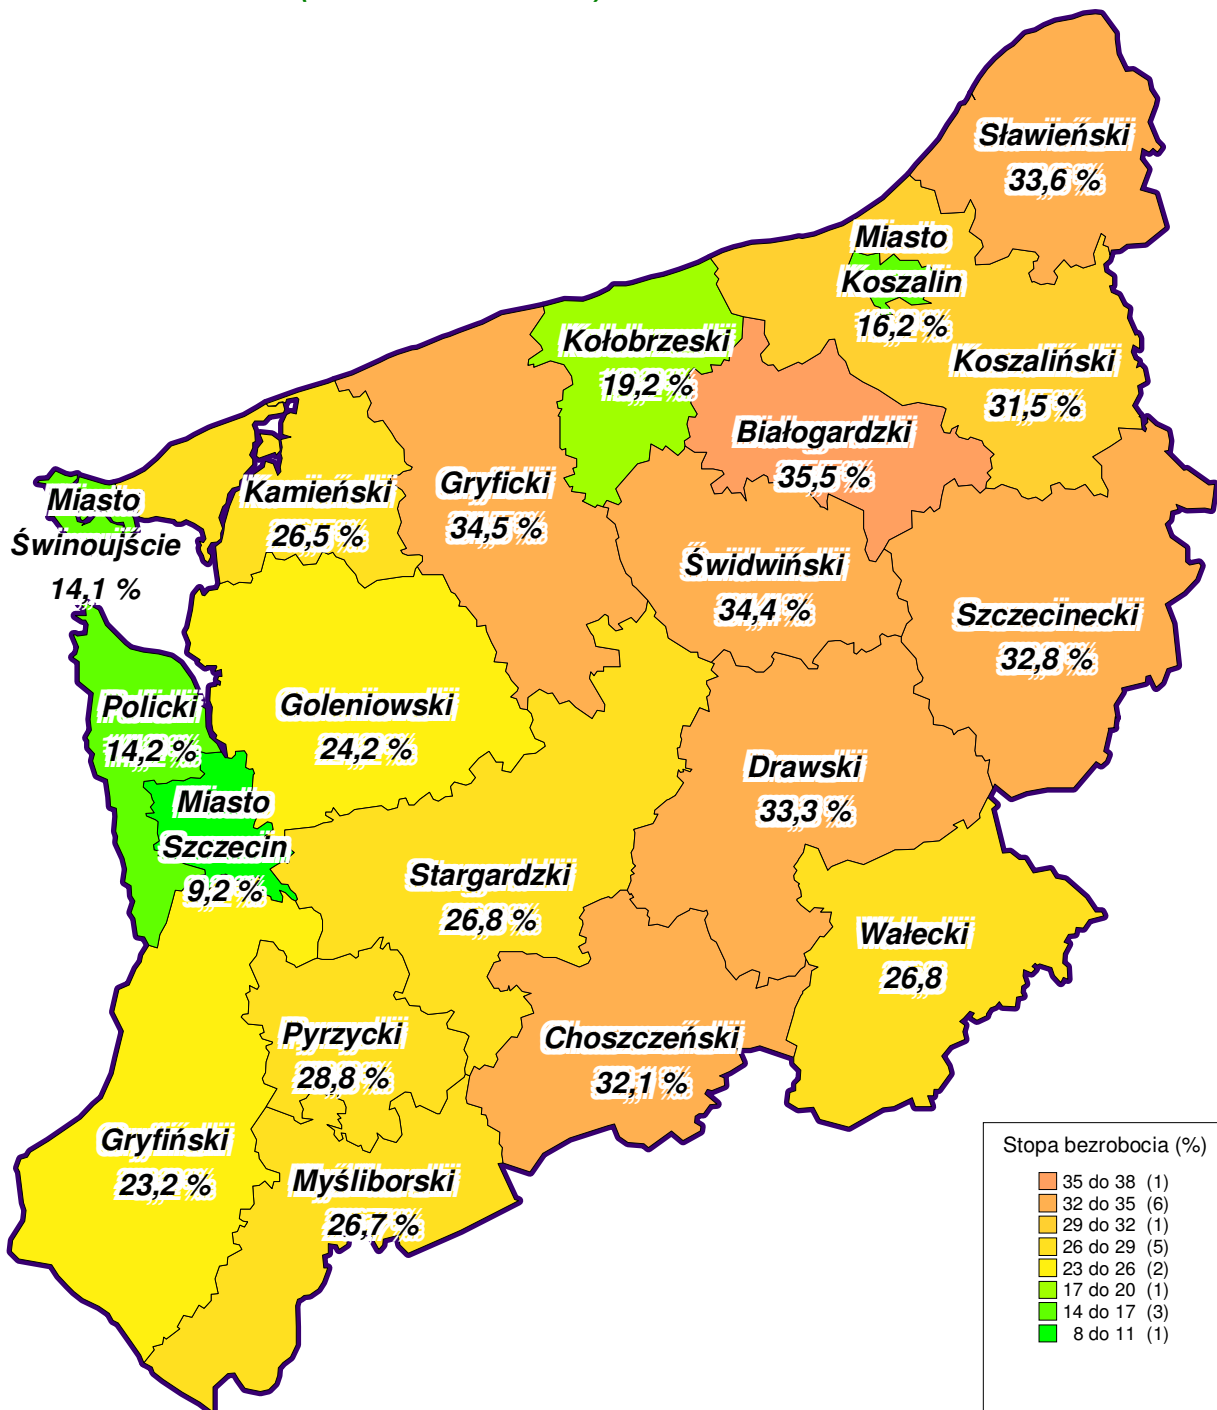 Sławieński
33,6 %
Miasto
Koszalin
16,2 %
Kołobrzeski
19,2 %
Koszaliński
31,5 %
Białogardzki
35,5 %
Kamieński
26,5 %
Gryficki
34,5 %
Miasto
Świnoujście
14,1 %
Świdwiński
34,4 %
Szczecinecki
32,8 %
Policki
14,2 %
Goleniowski
24,2 %
Drawski
33,3 %
Miasto
Szczecin
9,2 %
Stargardzki
26,8 %
Wałecki
26,8
Pyrzycki
28,8 %
Choszczeński
32,1 %
Gryfiński
23,2 %
Myśliborski
26,7 %
Stopa bezrobocia (%)
35 do 38 (1)
32 do 35 (6)
29 do 32 (1)
26 do 29 (5)
23 do 26 (2)
17 do 20 (1)
14 do 17 (3)
8 do 11 (1)